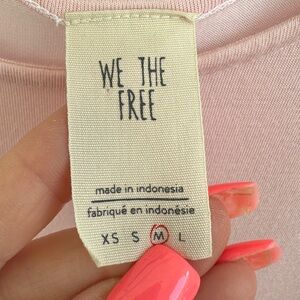 WE THE
FREE
made in indonesia
fabriqué en indonésie
XS S M L